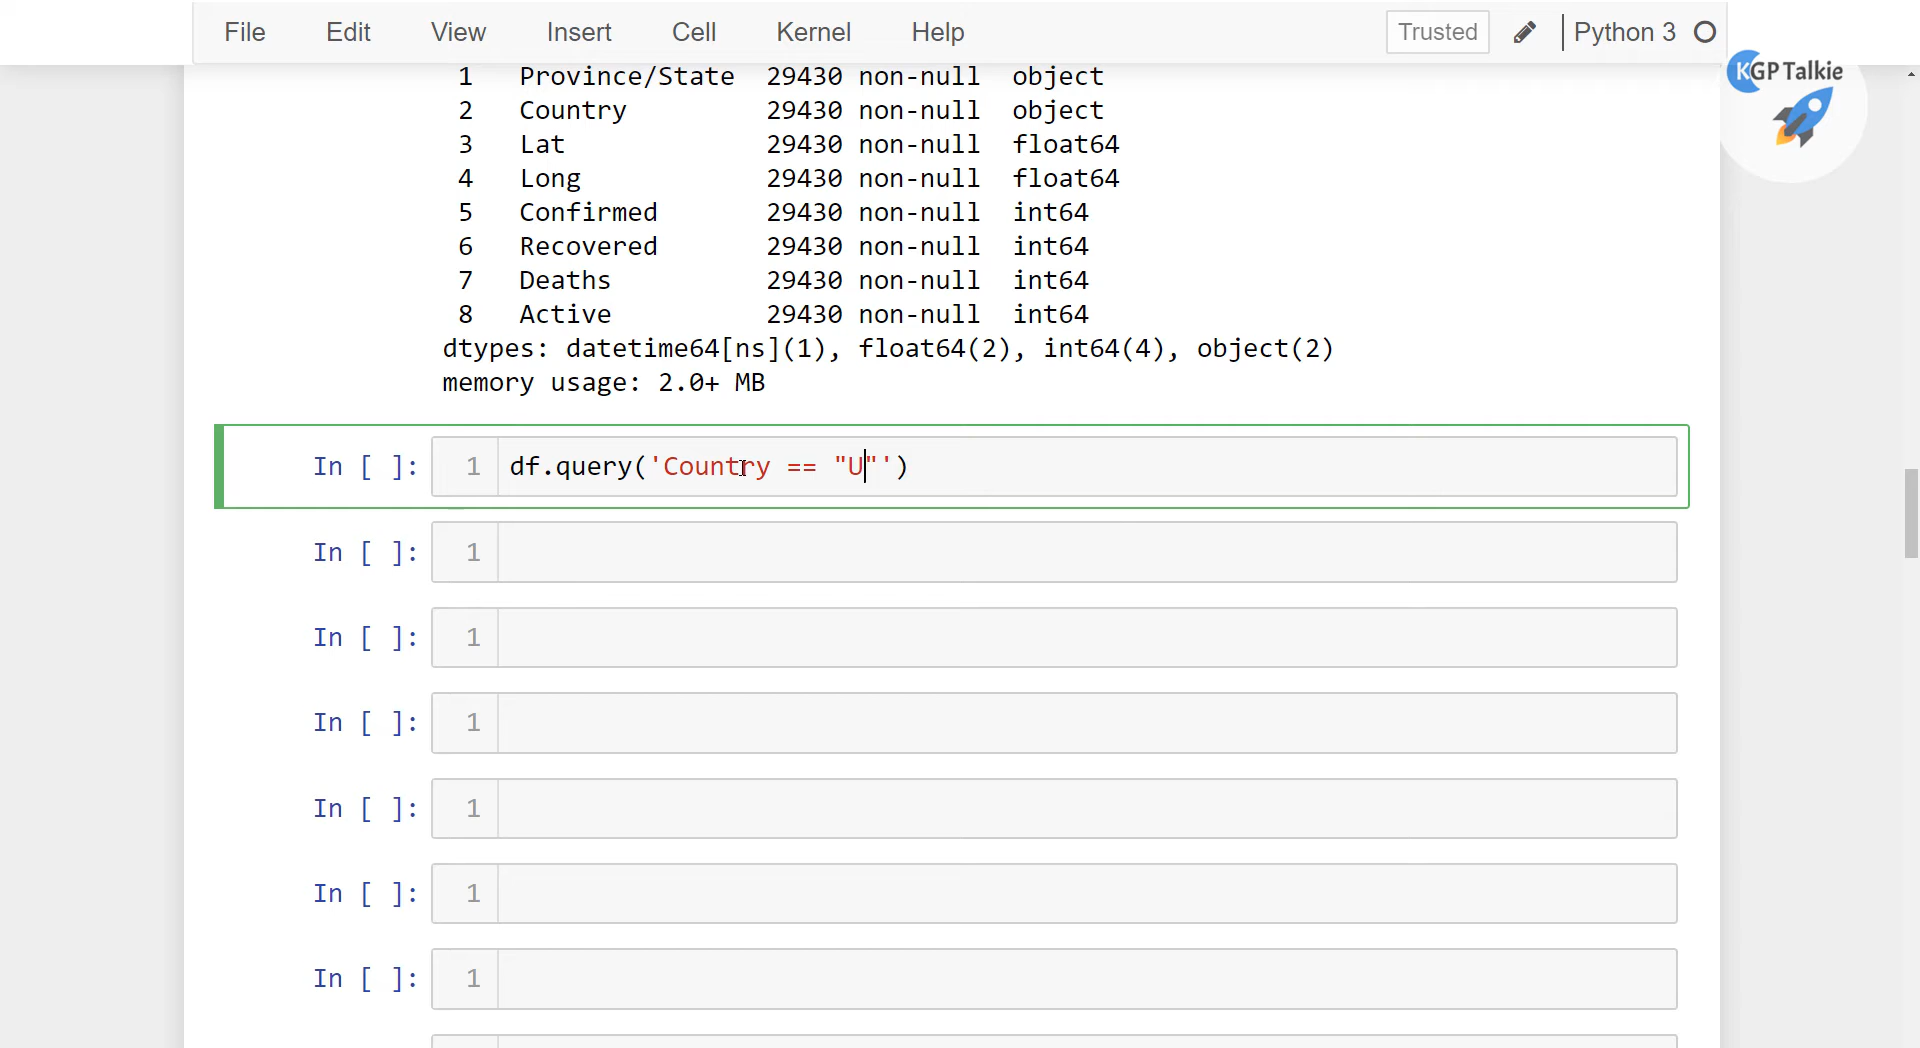 File Edit View Insert Cell Kernel Help Trusted Python 3
KGP Talkie
1 Province/State 29430 non-null object
2 Country 29430 non-null object
3 Lat 29430 non-null float64
4 Long 29430 non-null float64
5 Confirmed 29430 non-null int64
6 Recovered 29430 non-null int64
7 Deaths 29430 non-null int64
8 Active 29430 non-null int64
dtypes: datetime64[ns](1), float64(2), int64(4), object(2)
memory usage: 2.0+ MB
In [ ]: 1 df.query('Country == "U"')
In [ ]: 1
In [ ]: 1
In [ ]: 1
In [ ]: 1
In [ ]: 1
In [ ]: 1